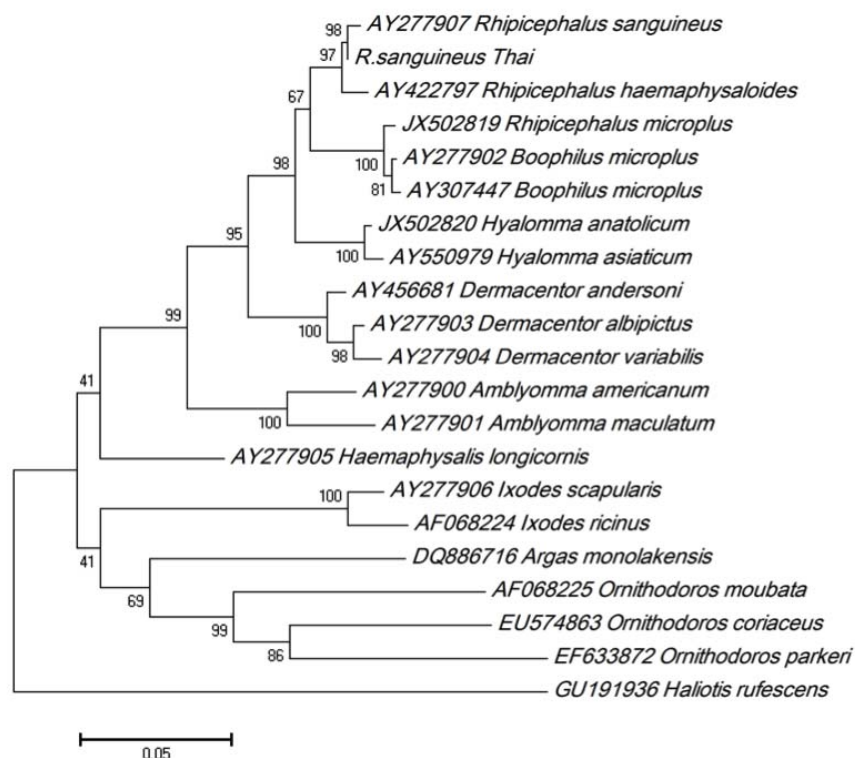 98
AY277907 Rhipicephalus sanguineus
97
R.sanguineus Thai
AY422797 Rhipicephalus haemaphysaloides
67
JX502819 Rhipicephalus microplus
100
AY277902 Boophilus microplus
98
81
AY307447 Boophilus microplus
JX502820 Hyalomma anatolicum
95
100
AY550979 Hyalomma asiaticum
AY456681 Dermacentor andersoni
99
100
AY277903 Dermacentor albipictus
98
AY277904 Dermacentor variabilis
41
AY277900 Amblyomma americanum
100
AY277901 Amblyomma maculatum
AY277905 Haemaphysalis longicornis
100
AY277906 Ixodes scapularis
AF068224 Ixodes ricinus
41
DQ886716 Argas monolakensis
69
AF068225 Ornithodoros moubata
99
EU574863 Ornithodoros coriaceus
86
EF633872 Ornithodoros parkeri
GU191936 Haliotis rufescens
0.05